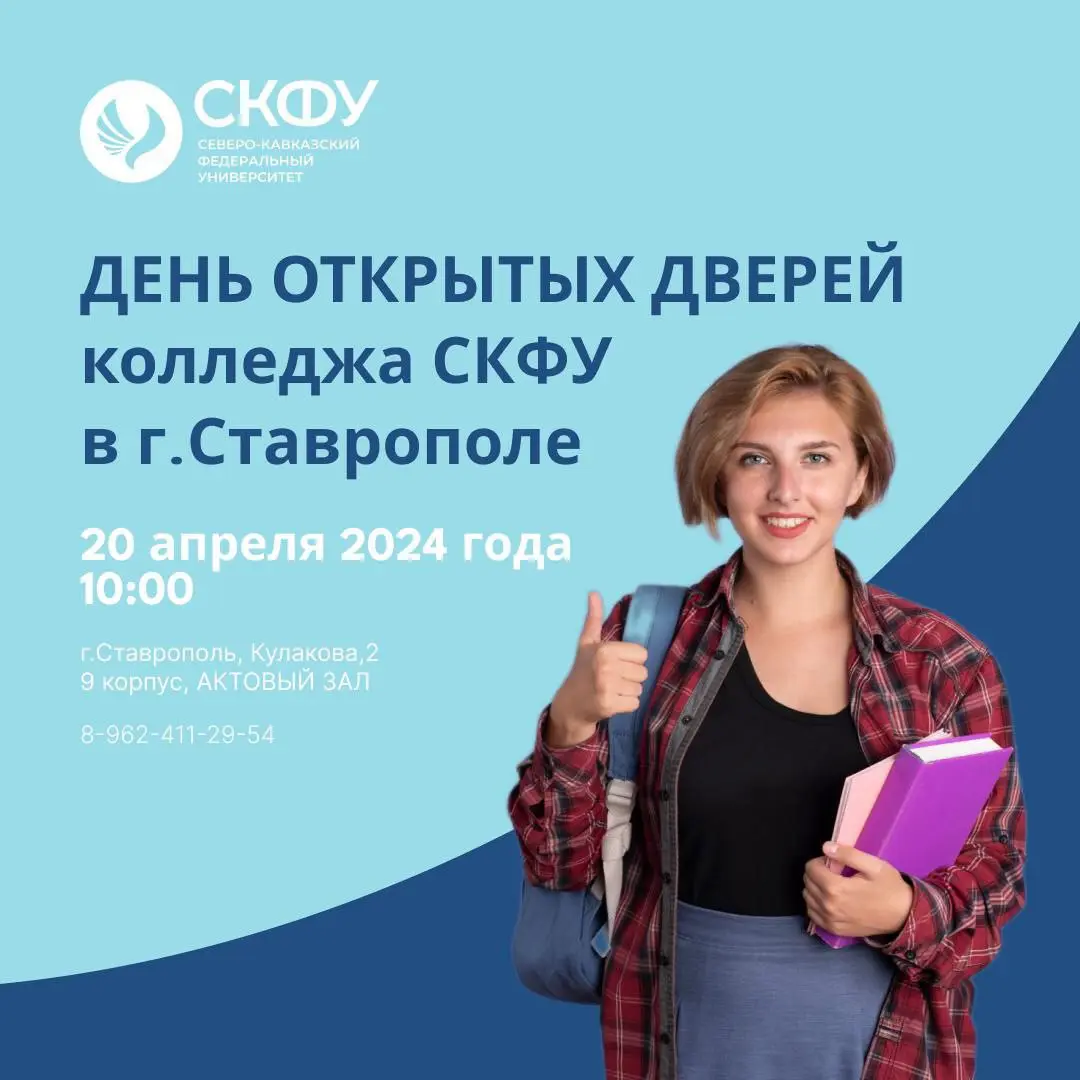 СКФУ
СЕВЕРО-КАВКАЗСКИЙ
ФЕДЕРАЛЬНЫЙ
УНИВЕРСИТЕТ
ДЕНЬ ОТКРЫТЫХ ДВЕРЕЙ
колледжа СКФУ
в г.Ставрополе
20 апреля 2024 года
10:00
г.Ставрополь, Кулакова,2
9 корпус, АКТОВЫЙ ЗАЛ
8-962-411-29-54